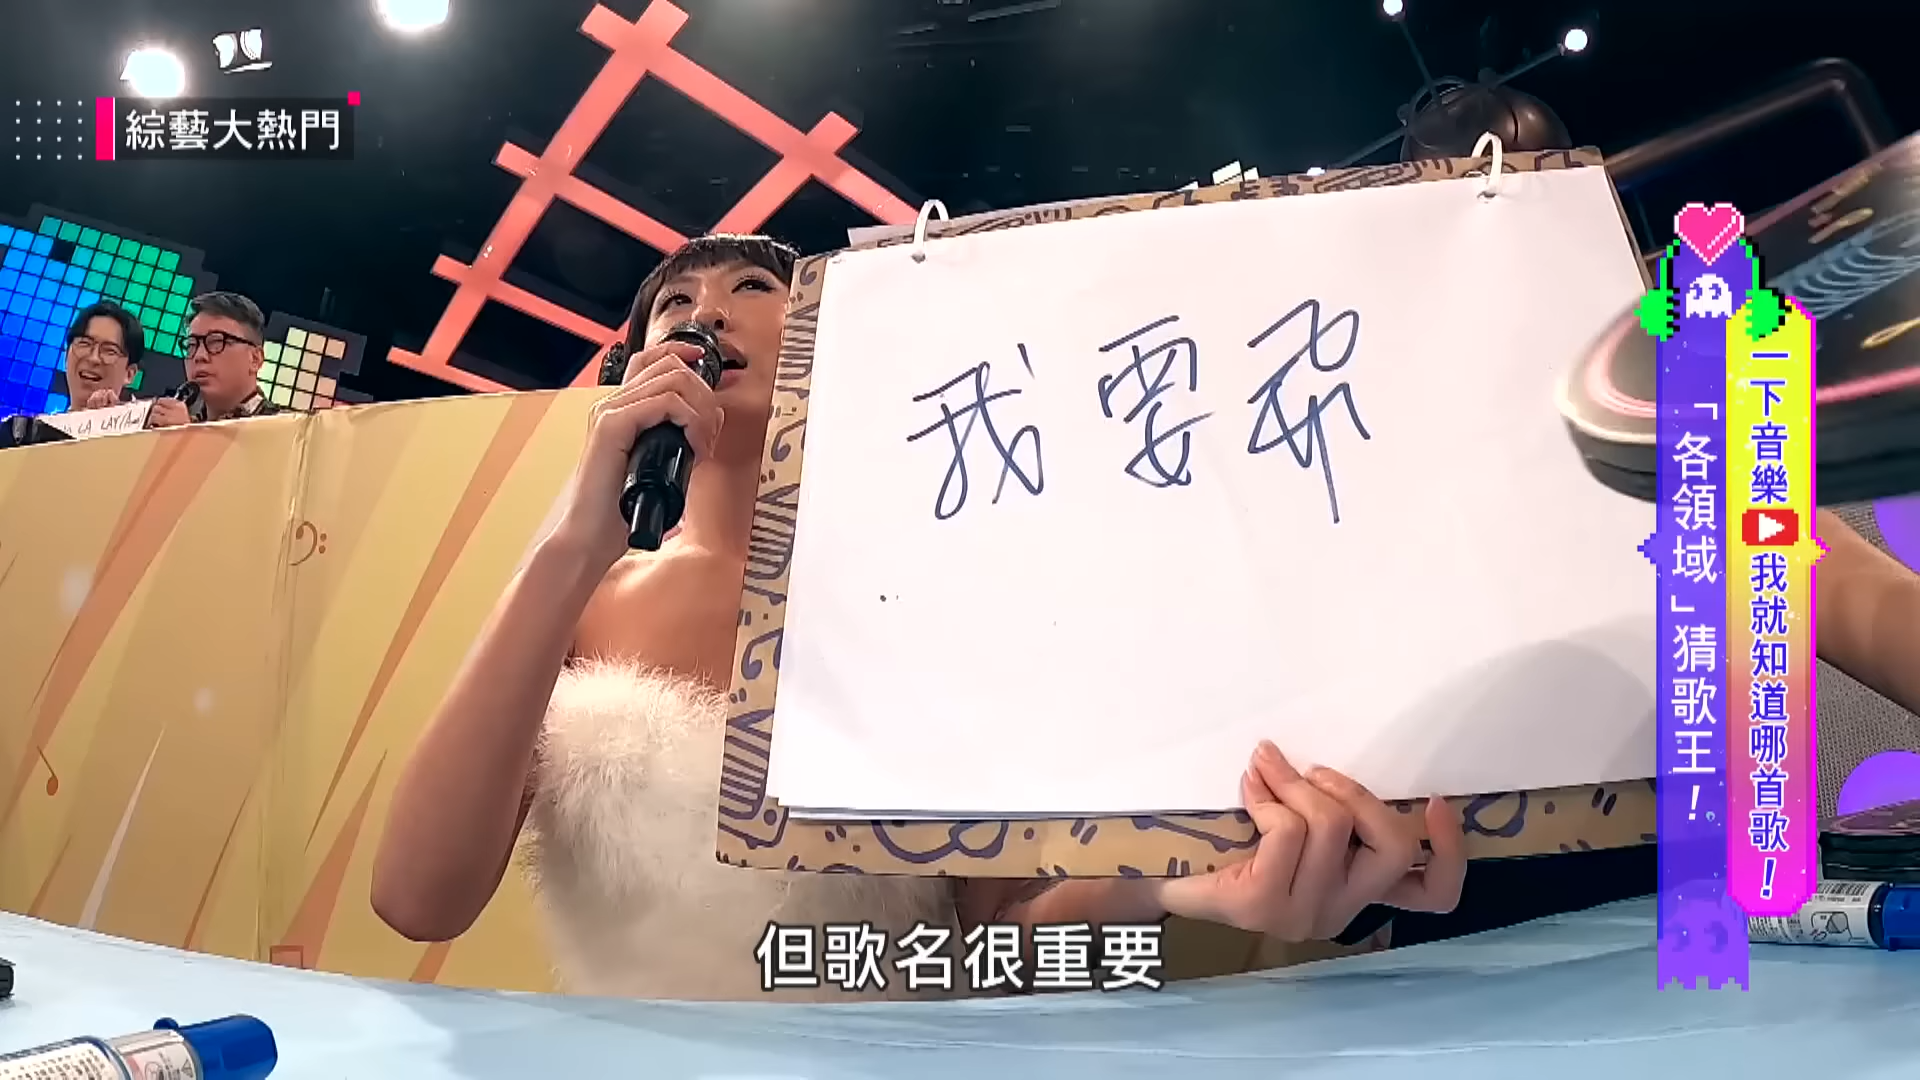 綜藝大熱門
我要飛
一下音樂 我就知道哪首歌！
「各領域」猜歌王！
但歌名很重要